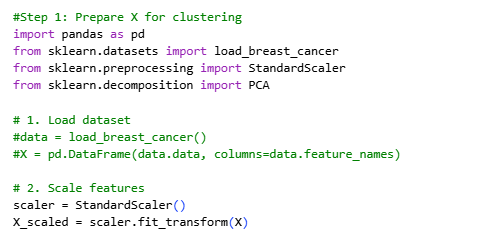 #Step 1: Prepare X for clustering
import pandas as pd
from sklearn.datasets import load_breast_cancer
from sklearn.preprocessing import StandardScaler
from sklearn.decomposition import PCA
# 1. Load dataset
#data = load_breast_cancer()
#X = pd.DataFrame(data.data, columns=data.feature_names)
# 2. Scale features
scaler = StandardScaler()
X_scaled = scaler.fit_transform(X)